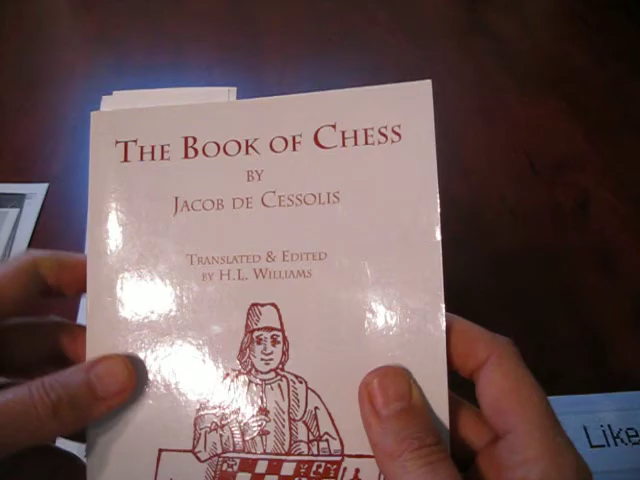 THE BOOK OF CHESS
BY
JACOB DE CESSOLIS
TRANSLATED & EDITED
BY H.L. WILLIAMS
Like